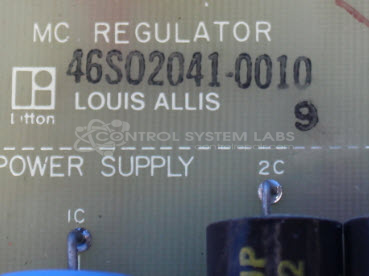 MC REGULATOR
46S02041-0010
Litton
LOUIS ALLIS
9
CONTROL SYSTEM LABS
POWER SUPPLY
2C
1C